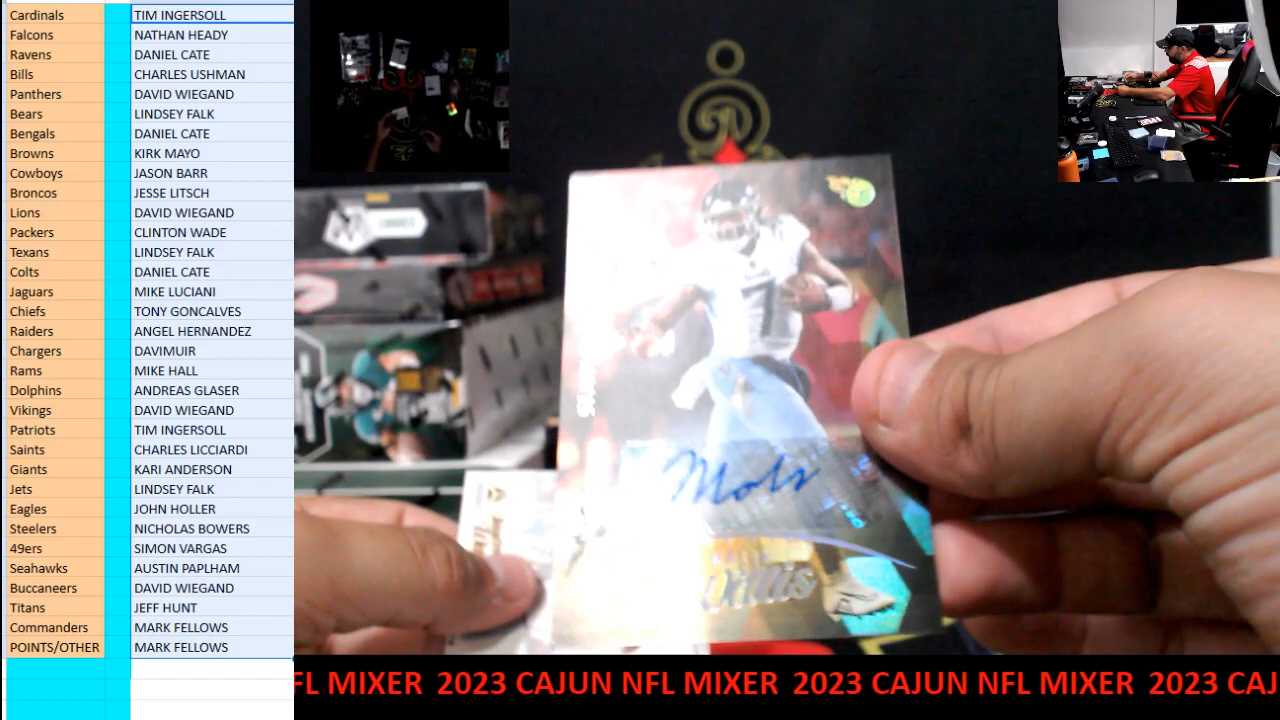 Cardinals TIM INGERSOLL
Falcons NATHAN HEADY
Ravens DANIEL CATE
Bills CHARLES USHMAN
Panthers DAVID WIEGAND
Bears LINDSEY FALK
Bengals DANIEL CATE
Browns KIRK MAYO
Cowboys JASON BARR
Broncos JESSE LITSCH
Lions DAVID WIEGAND
Packers CLINTON WADE
Texans LINDSEY FALK
Colts DANIEL CATE
Jaguars MIKE LUCIANI
Chiefs TONY GONCALVES
Raiders ANGEL HERNANDEZ
Chargers DAVIMUIR
Rams MIKE HALL
Dolphins ANDREAS GLASER
Vikings DAVID WIEGAND
Patriots TIM INGERSOLL
Saints CHARLES LICCIARDI
Giants KARI ANDERSON
Jets LINDSEY FALK
Eagles JOHN HOLLER
Steelers NICHOLAS BOWERS
49ers SIMON VARGAS
Seahawks AUSTIN PAPLHAM
Buccaneers DAVID WIEGAND
Titans JEFF HUNT
Commanders MARK FELLOWS
POINTS/OTHER MARK FELLOWS
7
Willis
FL MIXER 2023 CAJUN NFL MIXER 2023 CAJUN NFL MIXER 2023 CAJ